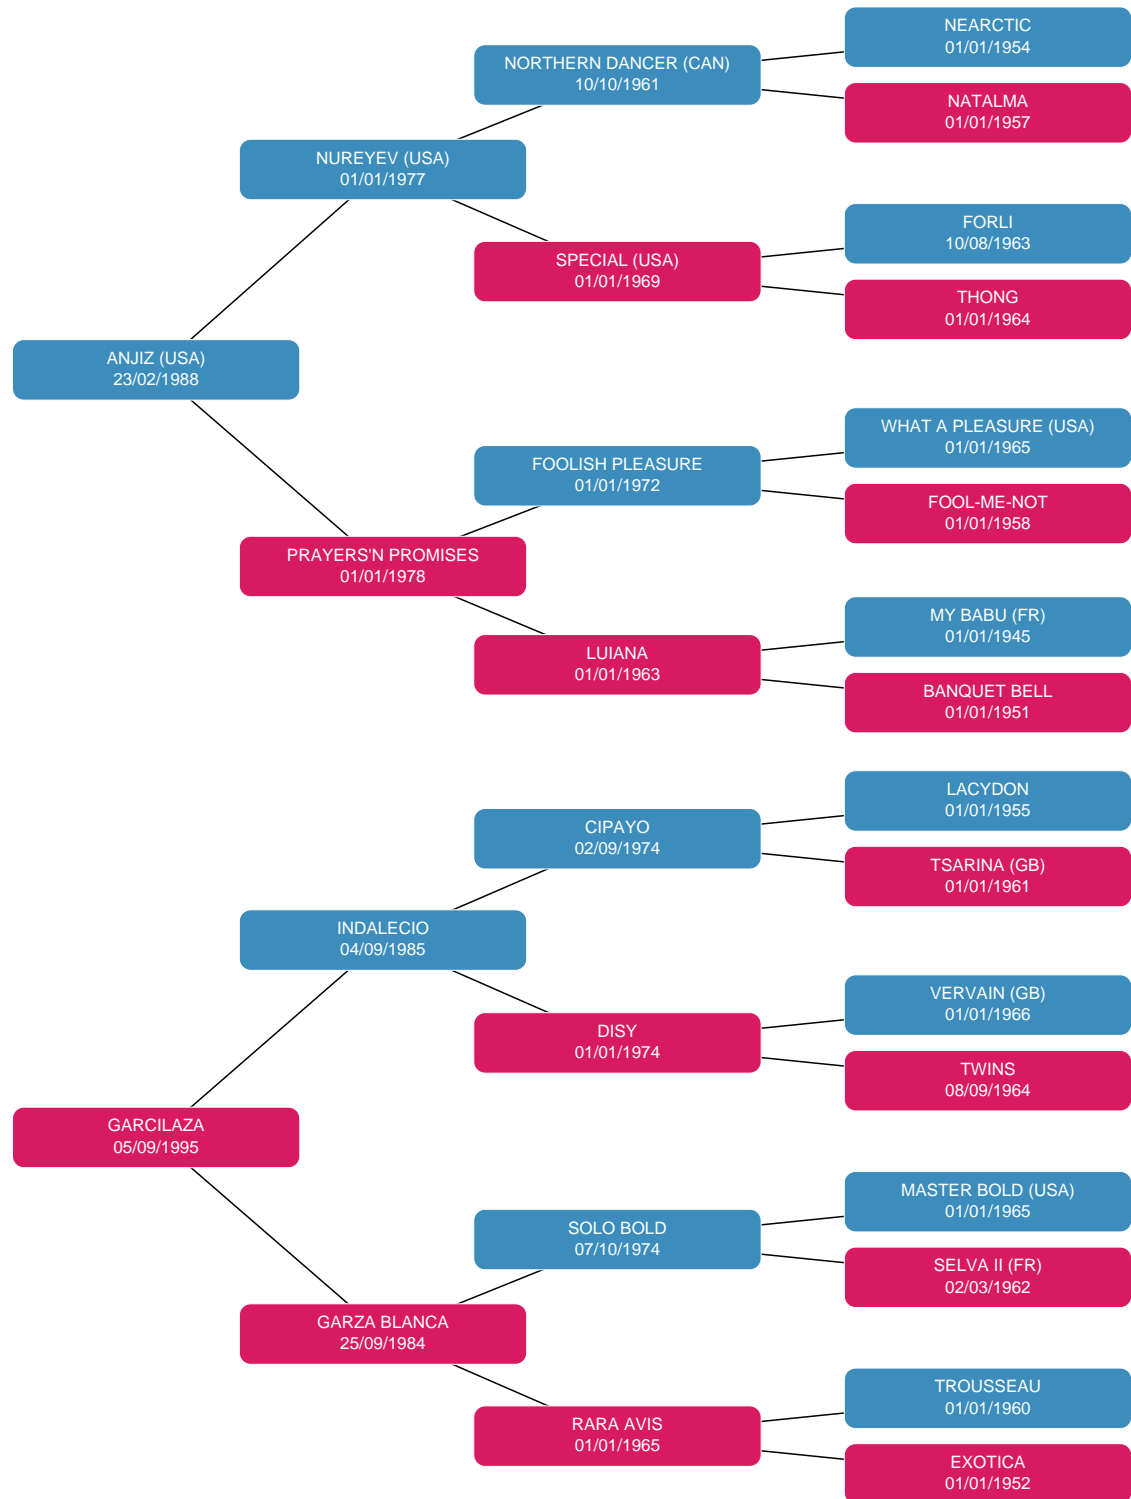 NEARCTIC
01/01/1954
NORTHERN DANCER (CAN)
10/10/1961
NATALMA
01/01/1957
NUREYEV (USA)
01/01/1977
FORLI
10/08/1963
SPECIAL (USA)
01/01/1969
THONG
01/01/1964
ANJIZ (USA)
23/02/1988
WHAT A PLEASURE (USA)
01/01/1965
FOOLISH PLEASURE
01/01/1972
FOOL-ME-NOT
01/01/1958
PRAYERS'N PROMISES
01/01/1978
MY BABU (FR)
01/01/1945
LUIANA
01/01/1963
BANQUET BELL
01/01/1951
LACYDON
01/01/1955
CIPAYO
02/09/1974
TSARINA (GB)
01/01/1961
INDALECIO
04/09/1985
VERVAIN (GB)
01/01/1966
DISY
01/01/1974
TWINS
08/09/1964
GARCILAZA
05/09/1995
MASTER BOLD (USA)
01/01/1965
SOLO BOLD
07/10/1974
SELVA II (FR)
02/03/1962
GARZA BLANCA
25/09/1984
TROUSSEAU
01/01/1960
RARA AVIS
01/01/1965
EXOTICA
01/01/1952